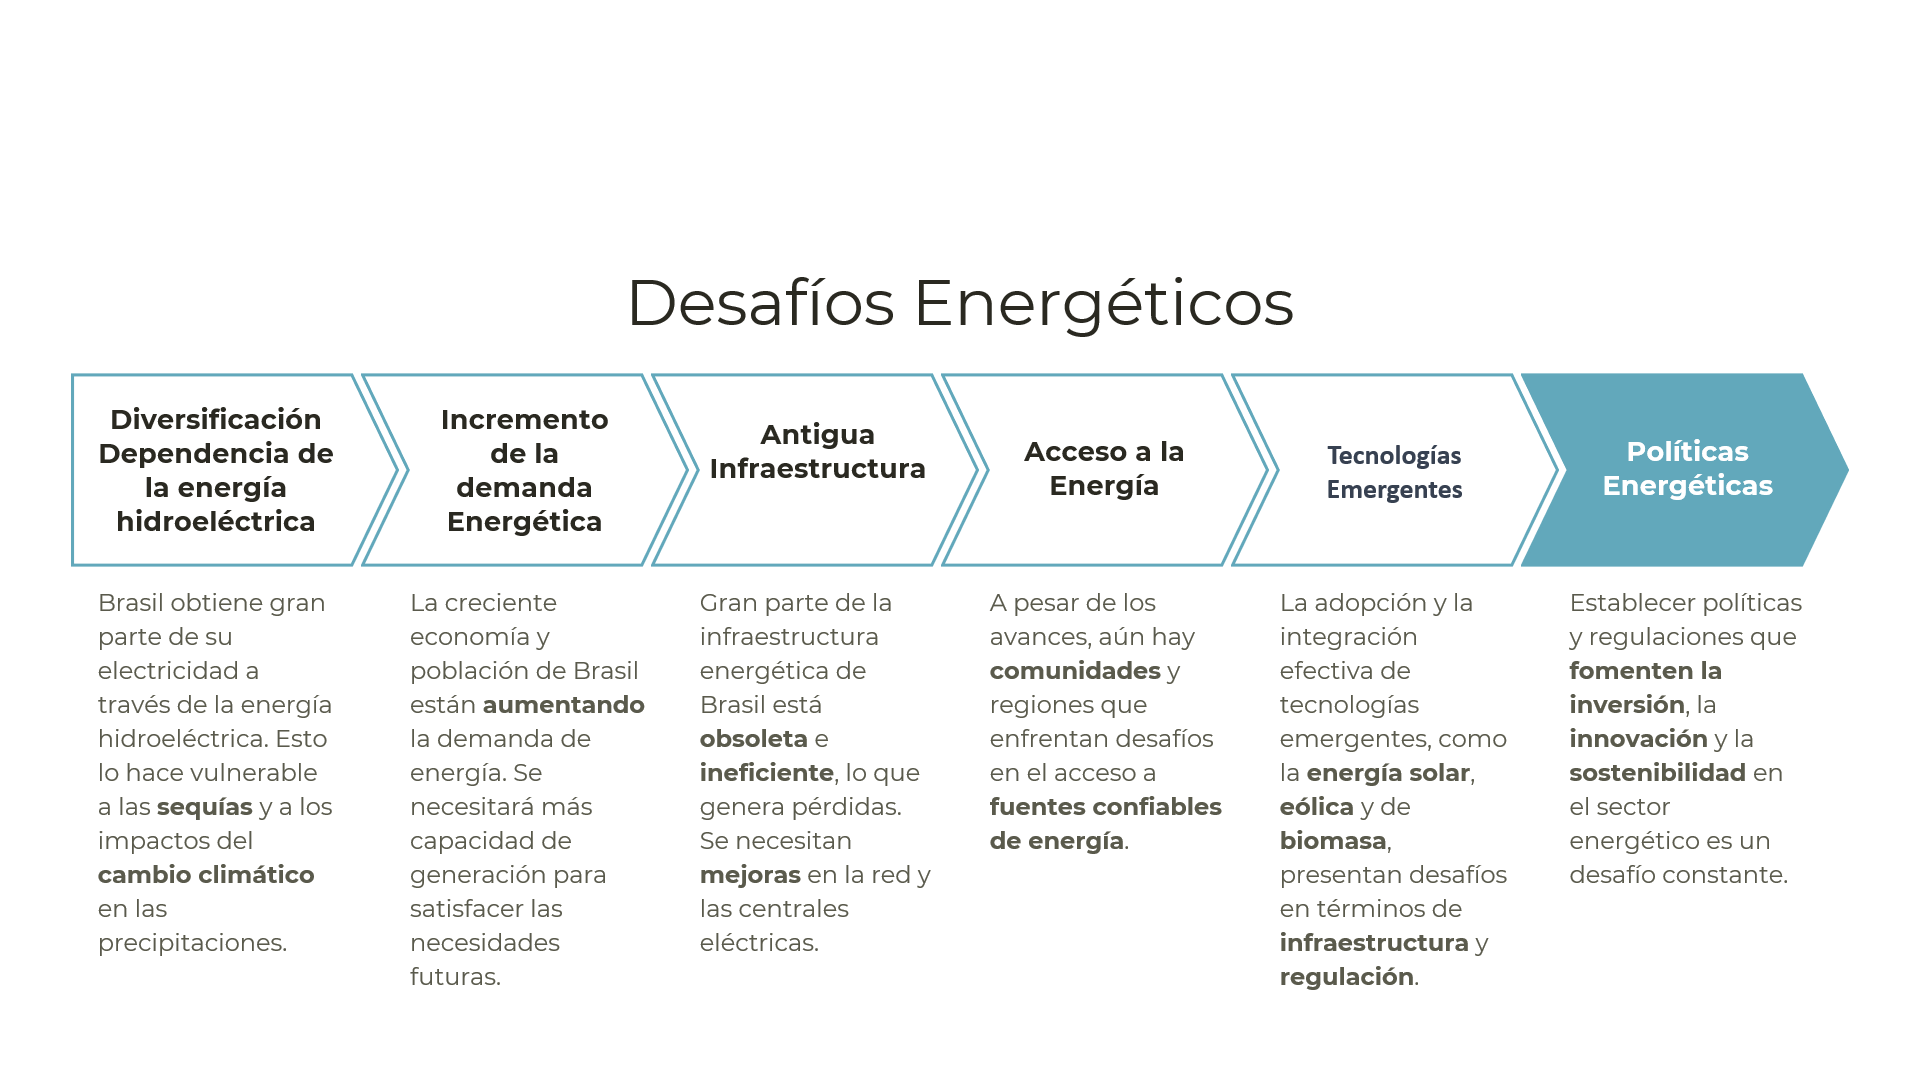 Desafíos Energéticos
Diversificación
Dependencia de
la energía
hidroeléctrica
Incremento
de la
demanda
Energética
Antigua
Infraestructura
Acceso a la
Energía
Tecnologías
Emergentes
Políticas
Energéticas
Brasil obtiene gran
parte de su
electricidad a
través de la energía
hidroeléctrica. Esto
lo hace vulnerable
a las sequías y a los
impactos del
cambio climático
en las
precipitaciones.
La creciente
economía y
población de Brasil
están aumentando
la demanda de
energía. Se
necesitará más
capacidad de
generación para
satisfacer las
necesidades
futuras.
Gran parte de la
infraestructura
energética de
Brasil está
obsoleta e
ineficiente, lo que
genera pérdidas.
Se necesitan
mejoras en la red y
las centrales
eléctricas.
A pesar de los
avances, aún hay
comunidades y
regiones que
enfrentan desafíos
en el acceso a
fuentes confiables
de energía.
La adopción y la
integración
efectiva de
tecnologías
emergentes, como
la energía solar,
eólica y de
biomasa,
presentan desafíos
en términos de
infraestructura y
regulación.
Establecer políticas
y regulaciones que
fomenten la
inversión, la
innovación y la
sostenibilidad en
el sector
energético es un
desafío constante.